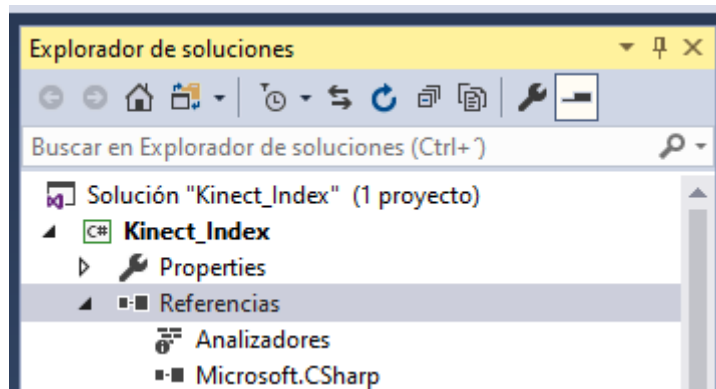 Explorador de soluciones
Buscar en Explorador de soluciones (Ctrl+´)
Solución "Kinect_Index" (1 proyecto)
C# Kinect_Index
Properties
Referencias
Analizadores
Microsoft.CSharp